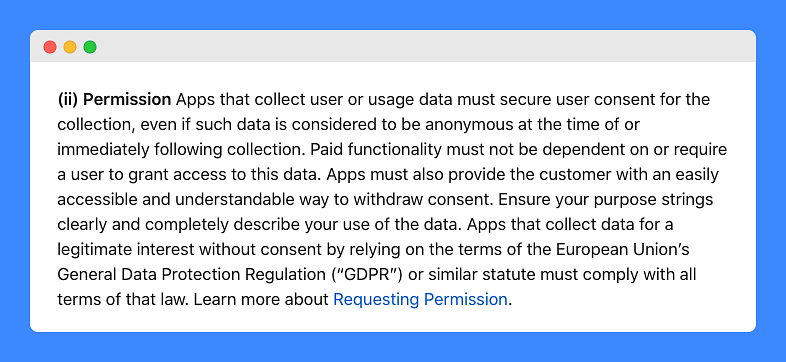 (ii) Permission Apps that collect user or usage data must secure user consent for the
collection, even if such data is considered to be anonymous at the time of or
immediately following collection. Paid functionality must not be dependent on or require
a user to grant access to this data. Apps must also provide the customer with an easily
accessible and understandable way to withdraw consent. Ensure your purpose strings
clearly and completely describe your use of the data. Apps that collect data for a
legitimate interest without consent by relying on the terms of the European Union’s
General Data Protection Regulation (“GDPR”) or similar statute must comply with all
terms of that law. Learn more about Requesting Permission.